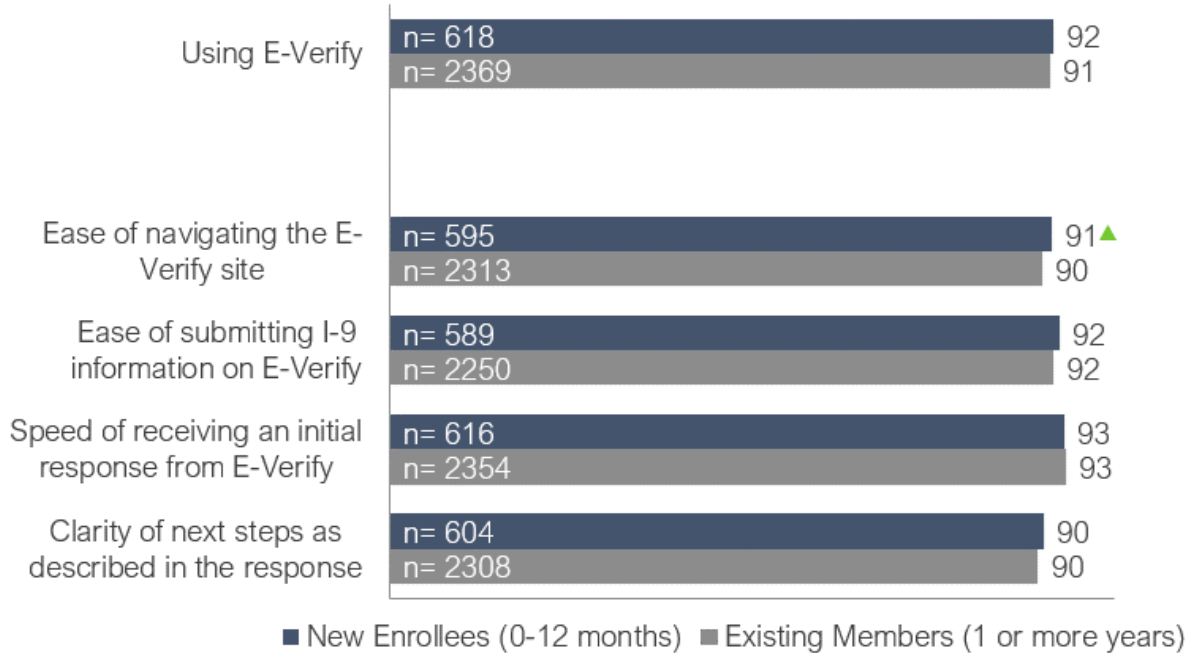 Using E-Verify
n= 618
92
n= 2369
91
Ease of navigating the E-
Verify site
n= 595
91
n= 2313
90
Ease of submitting I-9
information on E-Verify
n= 589
92
n= 2250
92
Speed of receiving an initial
response from E-Verify
n= 616
93
n= 2354
93
Clarity of next steps as
described in the response
n= 604
90
n= 2308
90
New Enrollees (0-12 months)
Existing Members (1 or more years)